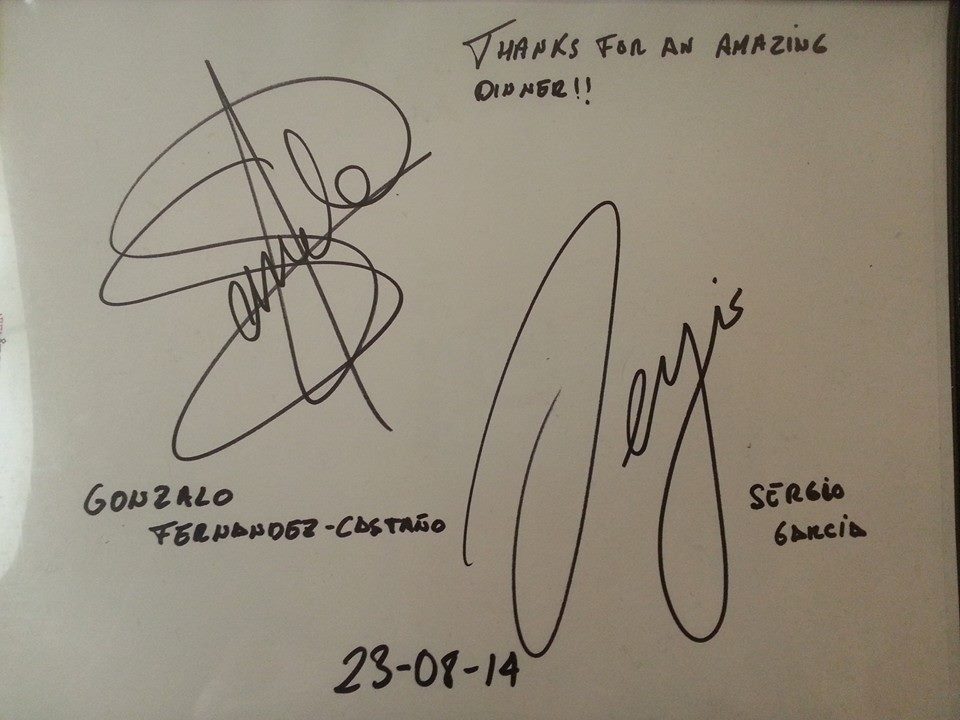 THANKS FOR AN AMAZING
DINNER!!
GONZALO
FERNANDEZ-CASTAÑO
SERGIO
GARCIA
23-08-14